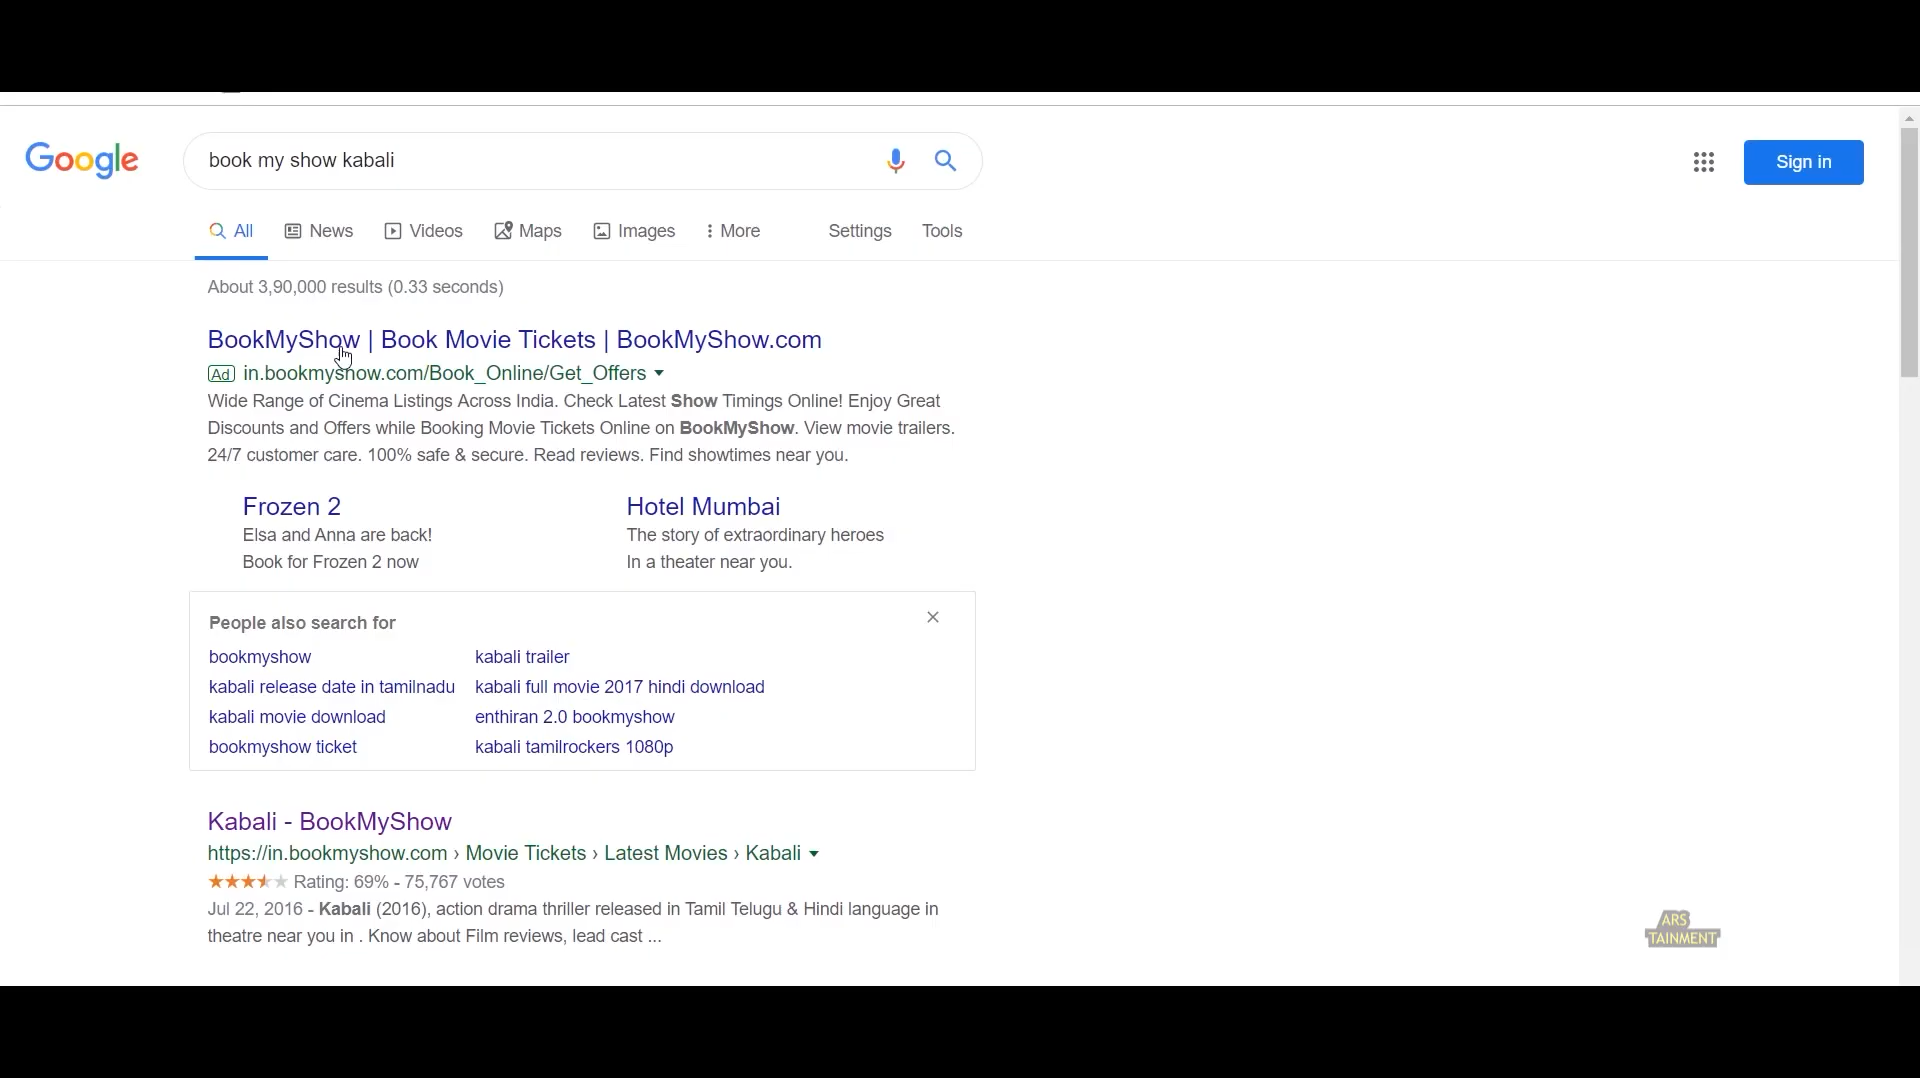 Google
book my show kabali
Sign in
All
News
Videos
Maps
Images
More
Settings
Tools
About 3,90,000 results (0.33 seconds)
BookMyShow | Book Movie Tickets | BookMyShow.com
Ad in.bookmyshow.com/Book_Online/Get_Offers
Wide Range of Cinema Listings Across India. Check Latest Show Timings Online! Enjoy Great
Discounts and Offers while Booking Movie Tickets Online on BookMyShow. View movie trailers.
24/7 customer care. 100% safe & secure. Read reviews. Find showtimes near you.
Frozen 2
Elsa and Anna are back!
Book for Frozen 2 now
Hotel Mumbai
The story of extraordinary heroes
In a theater near you.
People also search for
bookmyshow
kabali trailer
kabali release date in tamilnadu
kabali full movie 2017 hindi download
kabali movie download
enthiran 2.0 bookmyshow
bookmyshow ticket
kabali tamilrockers 1080p
Kabali - BookMyShow
https://in.bookmyshow.com › Movie Tickets › Latest Movies › Kabali
Rating: 69% - 75,767 votes
Jul 22, 2016 - Kabali (2016), action drama thriller released in Tamil Telugu & Hindi language in
theatre near you in . Know about Film reviews, lead cast ...
ARS
TAINMENT